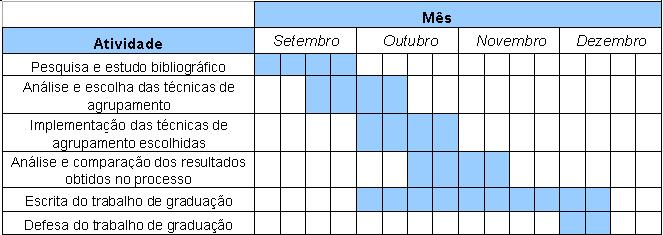 Mês
Atividade
Setembro Outubro Novembro Dezembro
Pesquisa e estudo bibliográfico
Análise e escolha das técnicas de
agrupamento
Implementação das técnicas de
agrupamento escolhidas
Análise e comparação dos resultados
obtidos no processo
Escrita do trabalho de graduação
Defesa do trabalho de graduação